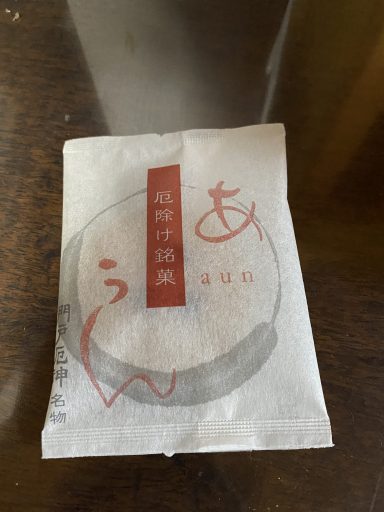 厄除け銘菓
あ
うん
aun
門戸厄神 名物